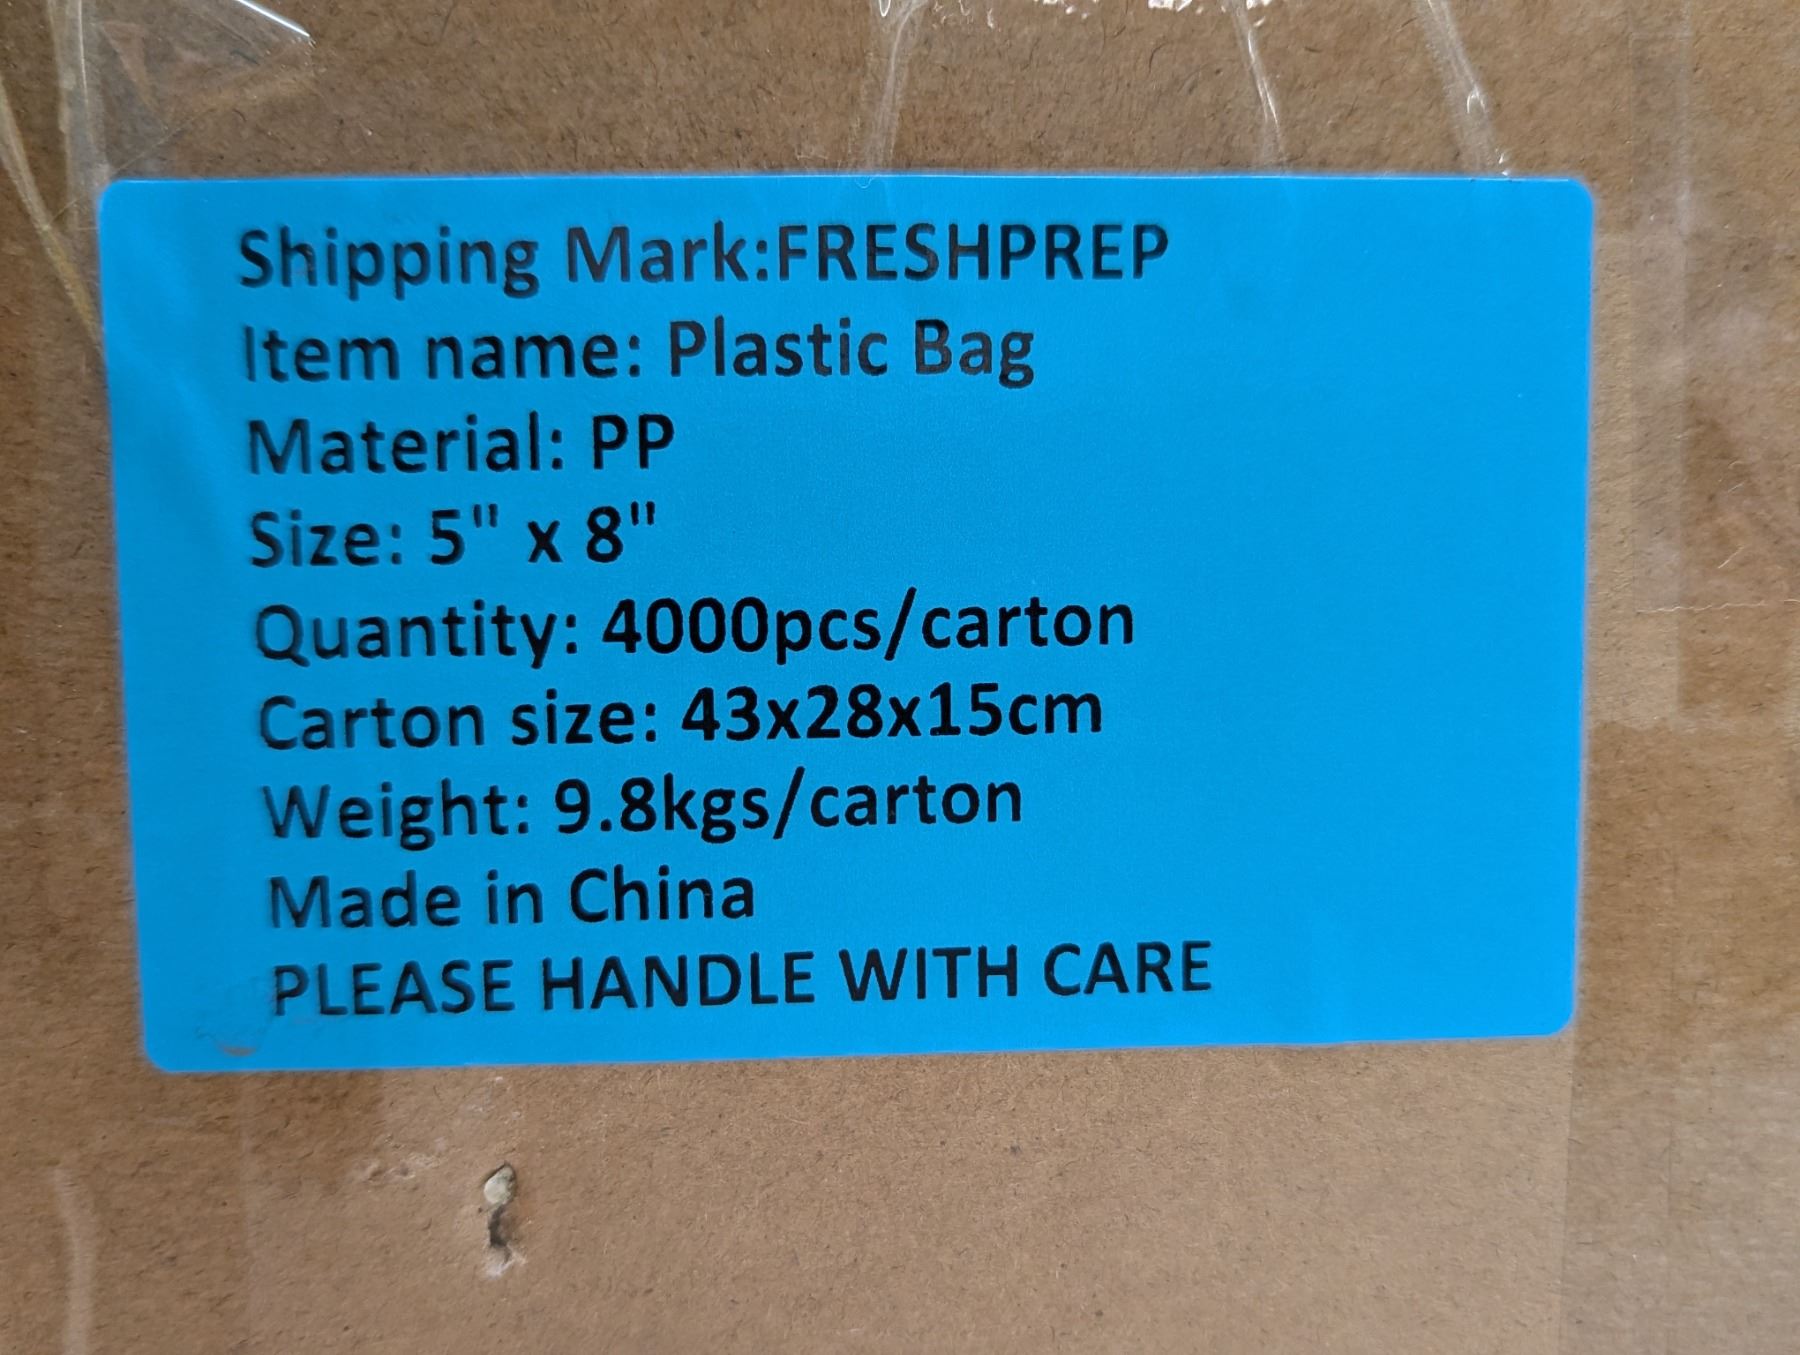 Shipping Mark:FRESHPREP
Item name: Plastic Bag
Material: PP
Size: 5" x 8"
Quantity: 4000pcs/carton
Carton size: 43x28x15cm
Weight: 9.8kgs/carton
Made in China
PLEASE HANDLE WITH CARE